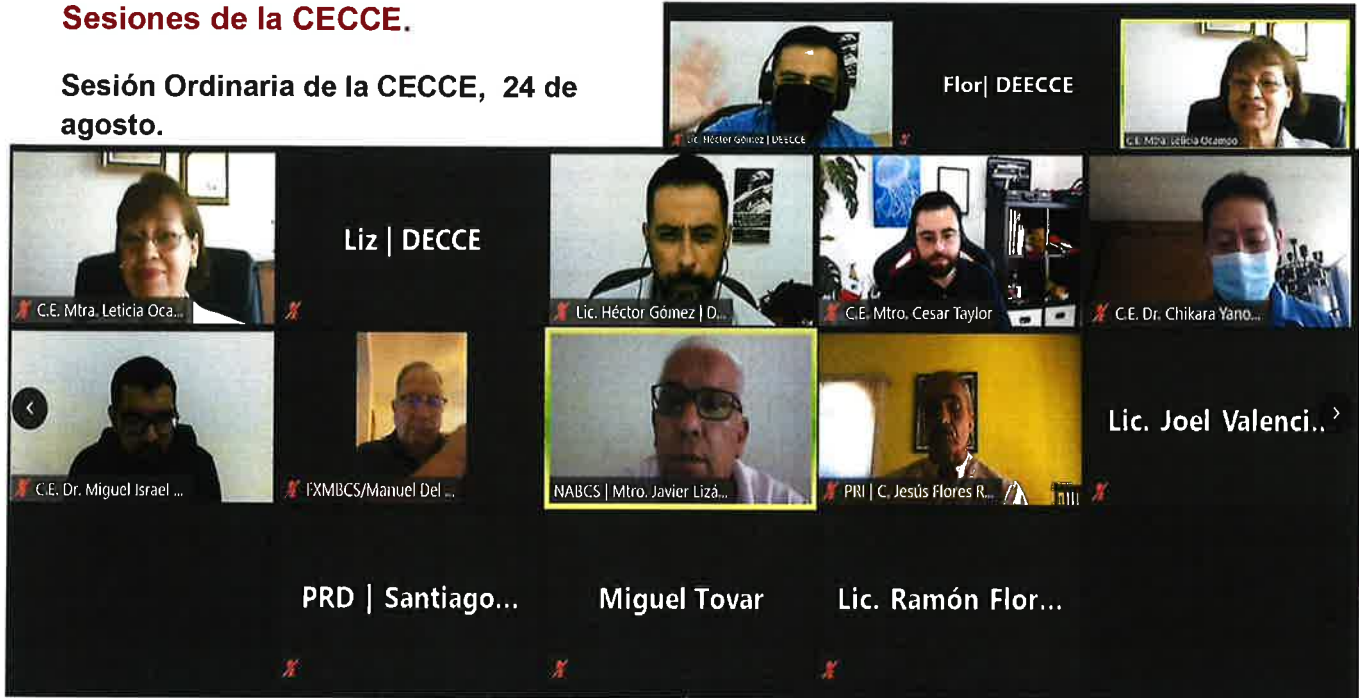 Sesiones de la CECCE.
Sesión Ordinaria de la CECCE, 24 de
agosto.
Lic. Héctor Gómez | DEECCE
Flor| DEECCE
C.E. Mtra. Leticia Ocampo
C.E. Mtra. Leticia Oca...
Liz | DECCE
Lic. Héctor Gómez | D...
C.E. Mtro. Cesar Taylor
C.E. Dr. Chikara Yano...
C.E. Dr. Miguel Israel ...
FXMBCS/Manuel Del ...
NABCS | Mtro. Javier Lizá...
PRI | C. Jesús Flores R...
Lic. Joel Valenci...
PRD | Santiago...
Miguel Tovar
Lic. Ramón Flor...